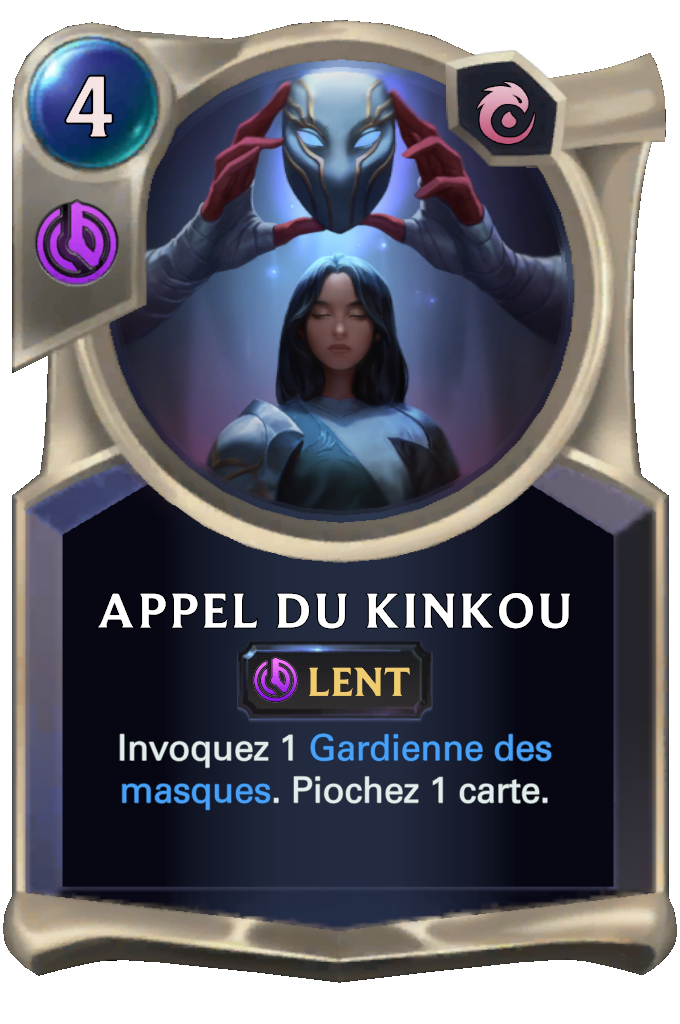 4
APPEL DU KINKOU
LENT
Invoquez 1 Gardienne des
masques. Piochez 1 carte.